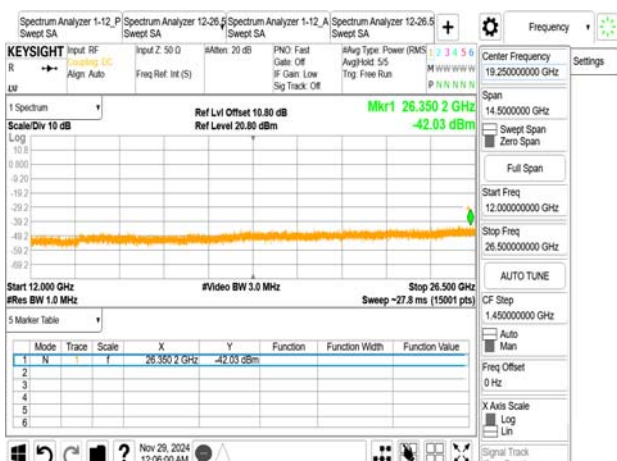 Spectrum Analyzer 1-12_P
Swept SA
Spectrum Analyzer 12-26.5
Swept SA
Spectrum Analyzer 1-12_A
Swept SA
Spectrum Analyzer 12-26.5
Swept SA
+
Frequency
KEYSIGHT
R
Input: RF
Coupling: DC
Align: Auto
Input Z: 50 Ω
Freq Ref: Int (S)
#Atten: 20 dB
PNO: Fast
Gate: Off
IF Gain: Low
Sig Track: Off
#Avg Type: Power (RMS
Avg|Hold: 5/5
Trig: Free Run
1 2 3 4 5 6
M W W W W W
P N N N N N
1 Spectrum
Scale/Div 10 dB
Ref Lvl Offset 10.80 dB
Ref Level 20.80 dBm
Mkr1 26.350 2 GHz
-42.03 dBm
Log
10.8
0.800
-9.20
-19.2
-29.2
-39.2
-49.2
-59.2
-69.2
Start 12.000 GHz
#Video BW 3.0 MHz
Stop 26.500 GHz
#Res BW 1.0 MHz
Sweep ~27.8 ms (15001 pts)
5 Marker Table
Mode Trace Scale X Y Function Function Width Function Value
1 N 1 f 26.350 2 GHz -42.03 dBm
2
3
4
5
6
Nov 29, 2024
12:06:00 AM
Center Frequency
19.250000000 GHz
Settings
Span
14.5000000 GHz
Swept Span
Zero Span
Full Span
Start Freq
12.000000000 GHz
Stop Freq
26.500000000 GHz
AUTO TUNE
CF Step
1.450000000 GHz
Auto
Man
Freq Offset
0 Hz
X Axis Scale
Log
Lin
Signal Track